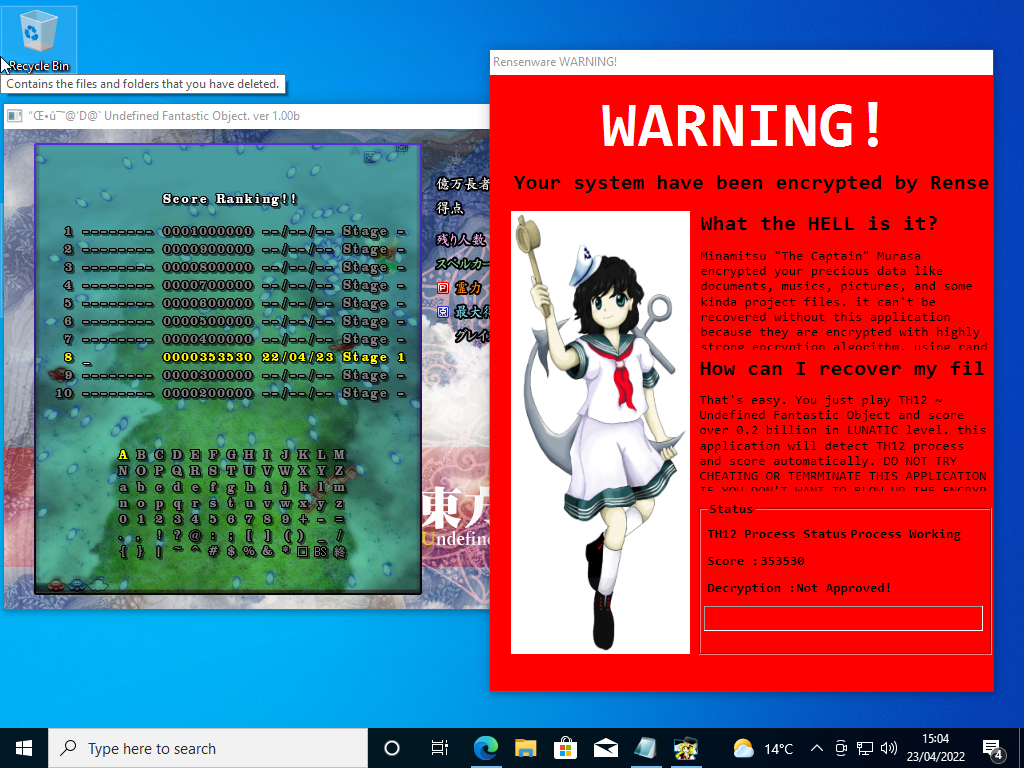 Recycle Bin
Contains the files and folders that you have deleted.
Undefined Fantastic Object. ver 1.00b
Score Ranking!!
1 -------- 0001000000 --/--/-- Stage -
2 -------- 0000900000 --/--/-- Stage -
3 -------- 0000800000 --/--/-- Stage -
4 -------- 0000700000 --/--/-- Stage -
5 -------- 0000600000 --/--/-- Stage -
6 -------- 0000500000 --/--/-- Stage -
7 -------- 0000400000 --/--/-- Stage -
8 _ 0000353530 22/04/23 Stage 1
9 -------- 0000300000 --/--/-- Stage -
10 -------- 0000200000 --/--/-- Stage -
A B C D E F G H I J K L M
N O P Q R S T U V W X Y Z
a b c d e f g h i j k l m
n o p q r s t u v w x y z
0 1 2 3 4 5 6 7 8 9 + - =
. , ! ? @ : ; [ ] ( ) _ /
{ } | ~ ^ # $ % & * BS 終
億万長者
得点
残り人数
スペルカー
P 霊力
最大得
グレイ
東方
Undefine
Rensenware WARNING!
WARNING!
Your system have been encrypted by Rense
What the HELL is it?
Minamitsu "The Captain" Murasa
encrypted your precious data like
documents, musics, pictures, and some
kinda project files. it can't be
recovered without this application
because they are encrypted with highly
strong encryption algorithm, using rand
How can I recover my fil
That's easy. You just play TH12 ~
Undefined Fantastic Object and score
over 0.2 billion in LUNATIC level. this
application will detect TH12 process
and score automatically. DO NOT TRY
CHEATING OR TEMRMINATE THIS APPLICATION
IF YOU DON'T WANT TO BLOW UP THE ENCRYP
Status
TH12 Process Status Process Working
Score : 353530
Decryption : Not Approved!
Type here to search
14°C
15:04
23/04/2022
4